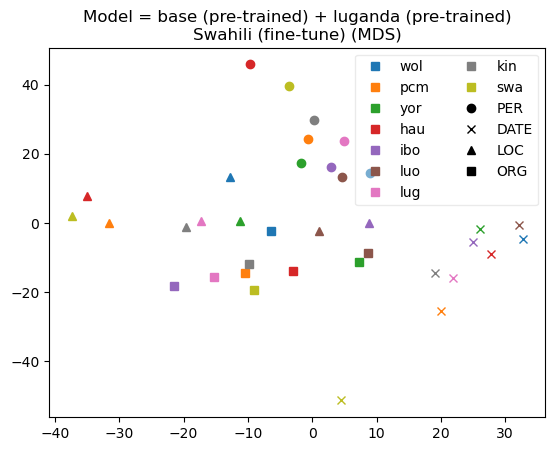 Model = base (pre-trained) + luganda (pre-trained)
Swahili (fine-tune) (MDS)
wol kin
pcm swa
yor PER
hau DATE
ibo LOC
luo ORG
lug
40
20
0
−20
−40
−40 −30 −20 −10 0 10 20 30